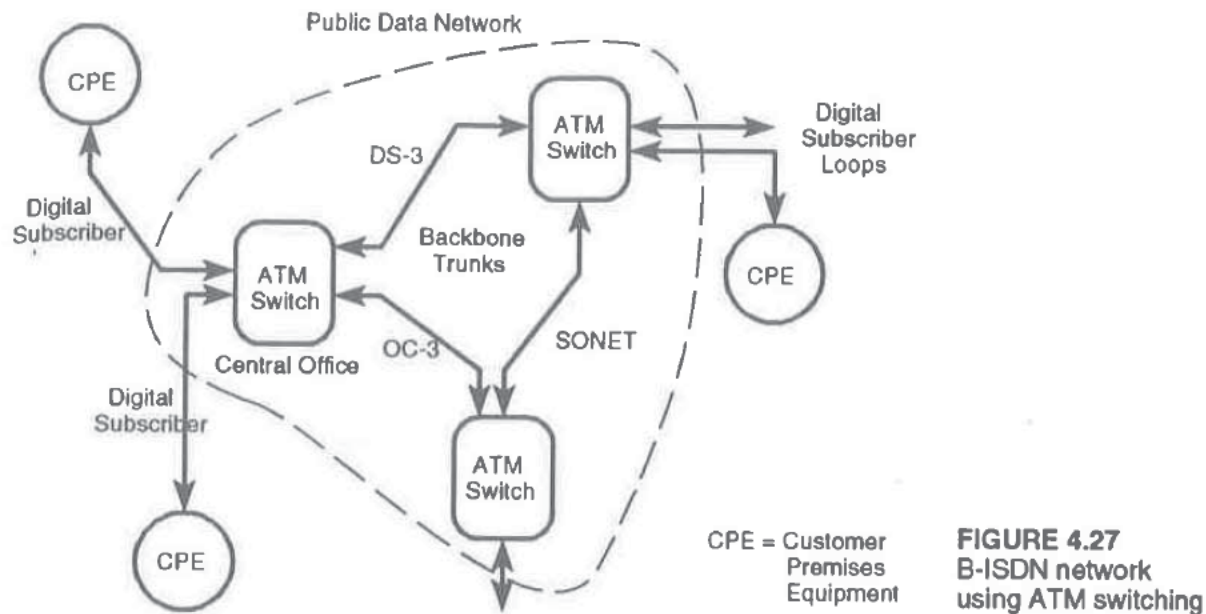 Public Data Network
CPE
ATM
Switch
Digital
Subscriber
Loops
DS-3
Digital
Subscriber
Backbone
Trunks
ATM
Switch
CPE
OC-3
SONET
Central Office
Digital
Subscriber
ATM
Switch
CPE
CPE = Customer
Premises
Equipment
FIGURE 4.27
B-ISDN network
using ATM switching